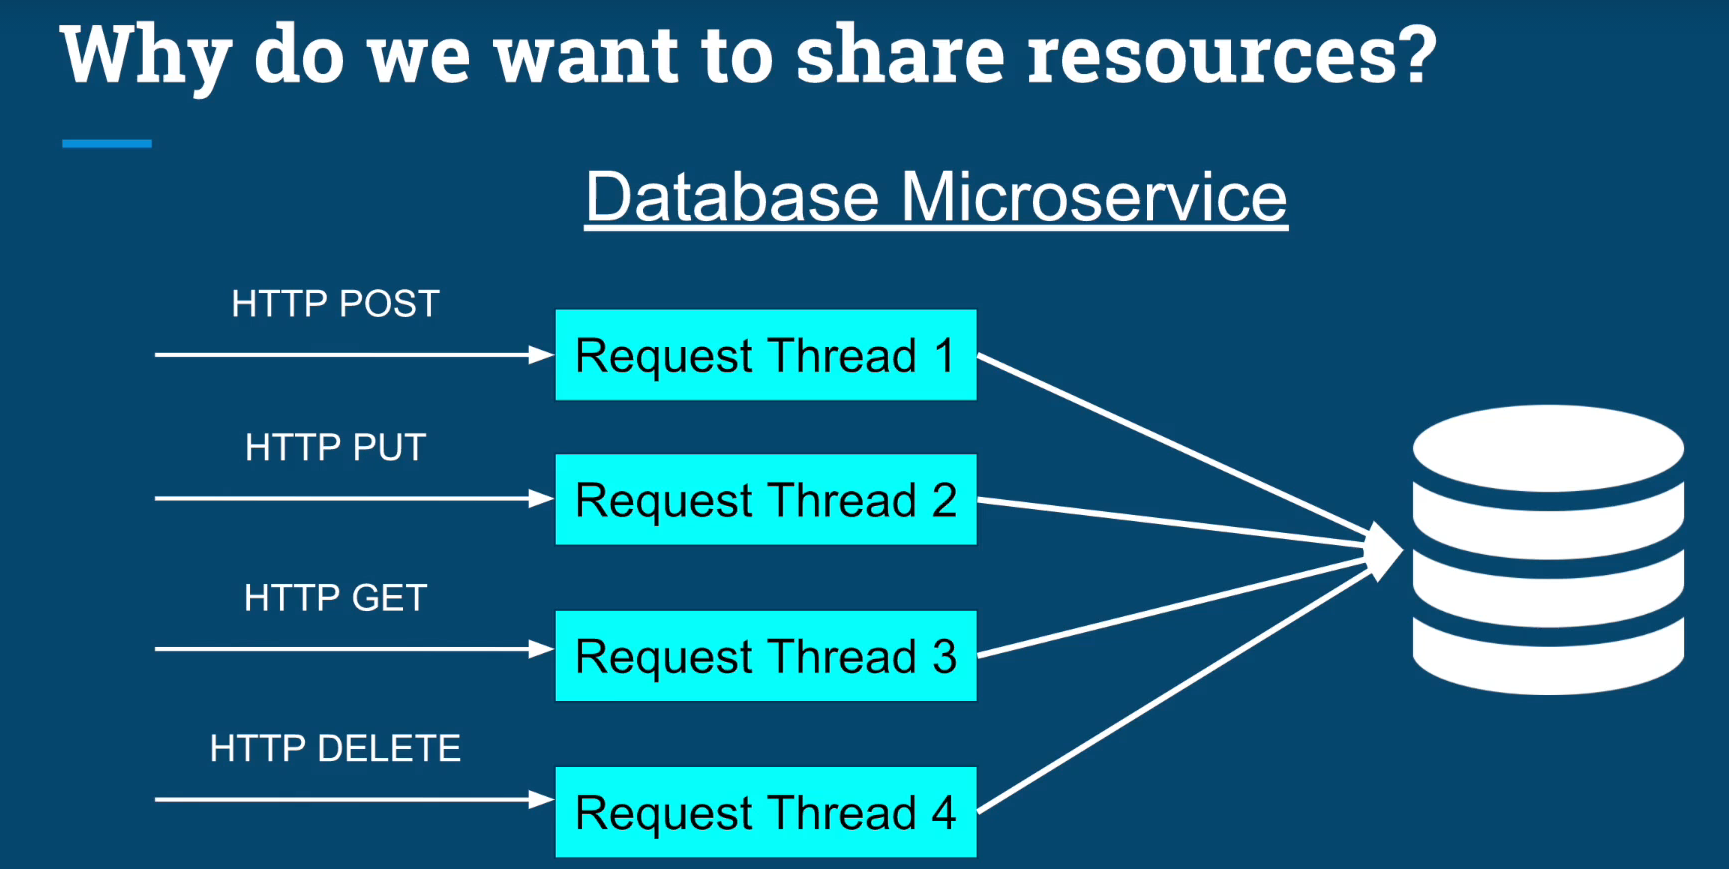 Why do we want to share resources?
Database Microservice
HTTP POST
Request Thread 1
HTTP PUT
Request Thread 2
HTTP GET
Request Thread 3
HTTP DELETE
Request Thread 4